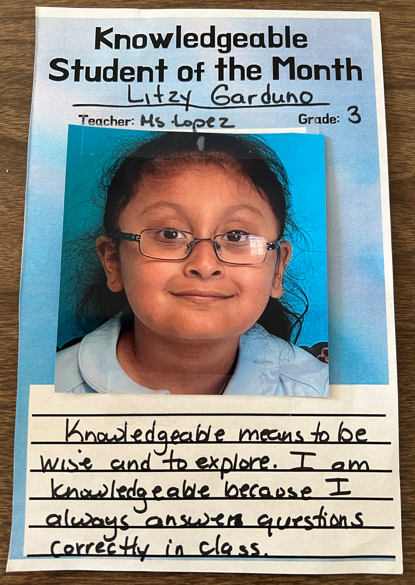 Knowledgeable
Student of the Month
Litzy Garduno
Teacher: Ms Lopez Grade: 3
Knowledgeable means to be
wise and to explore. I am
knowledgeable because I
always answers questions
correctly in class.